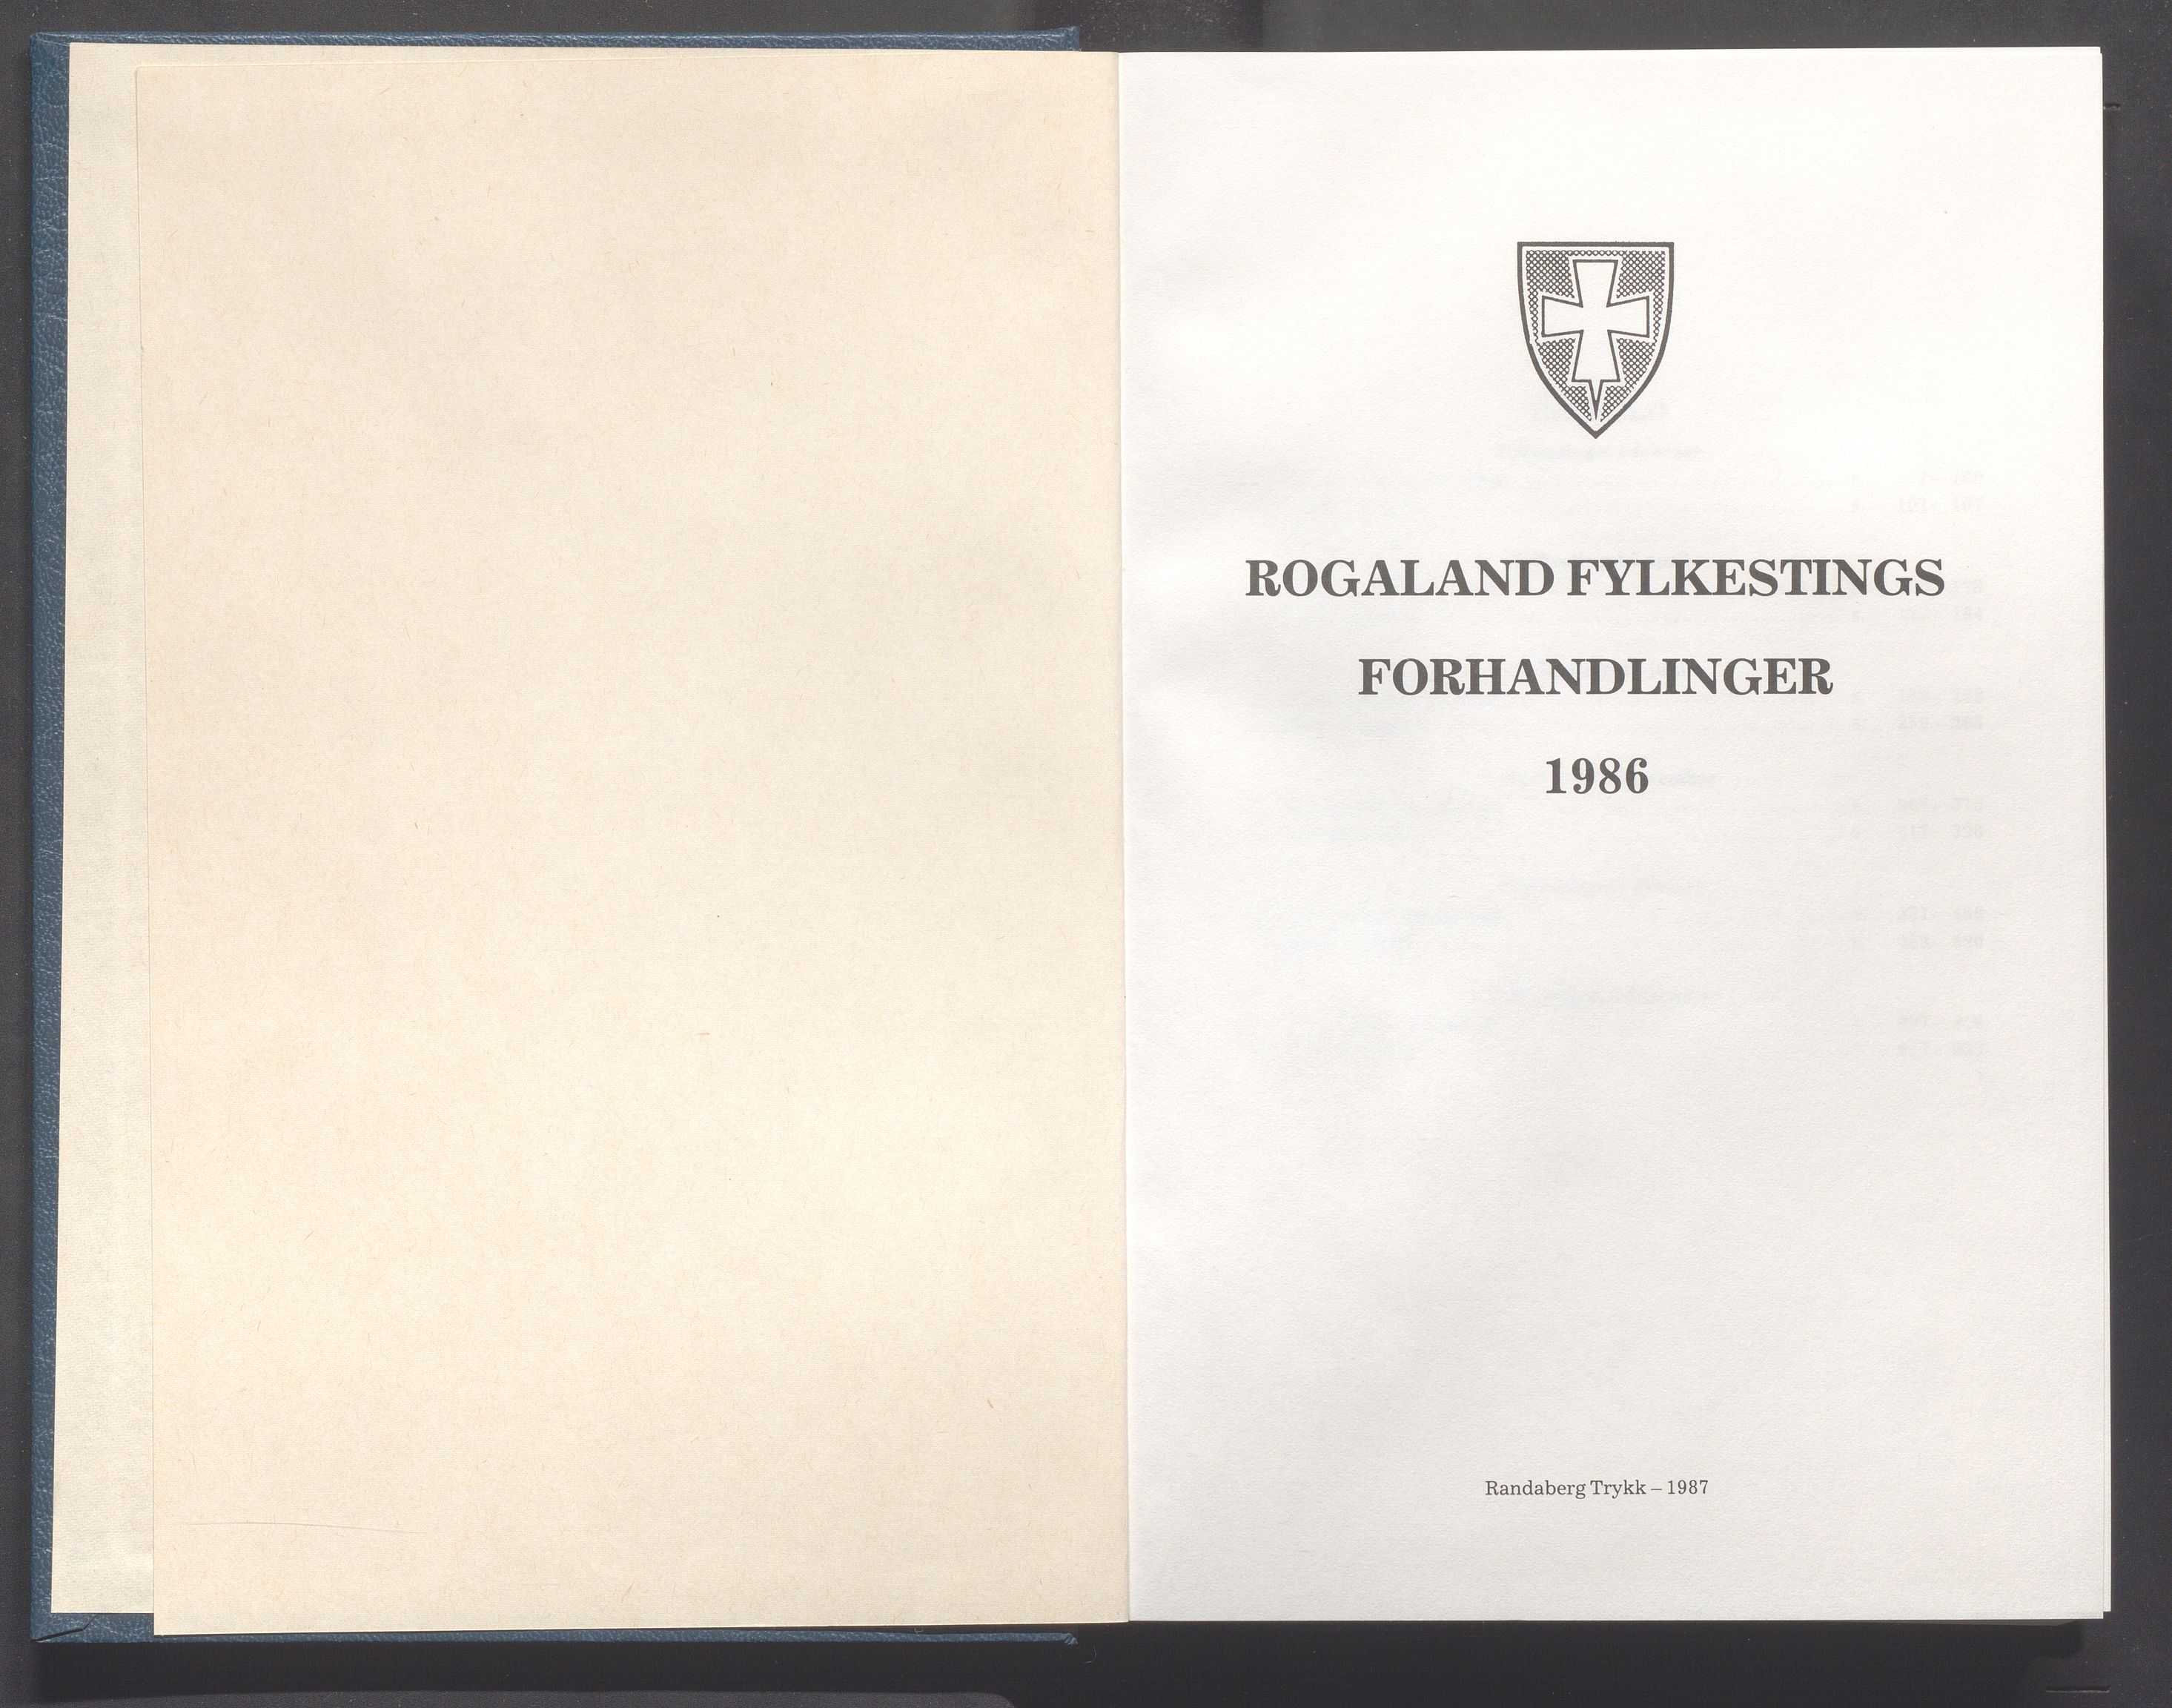 ROGALAND FYLKESTINGS
FORHANDLINGER
1986
Randaberg Trykk – 1987